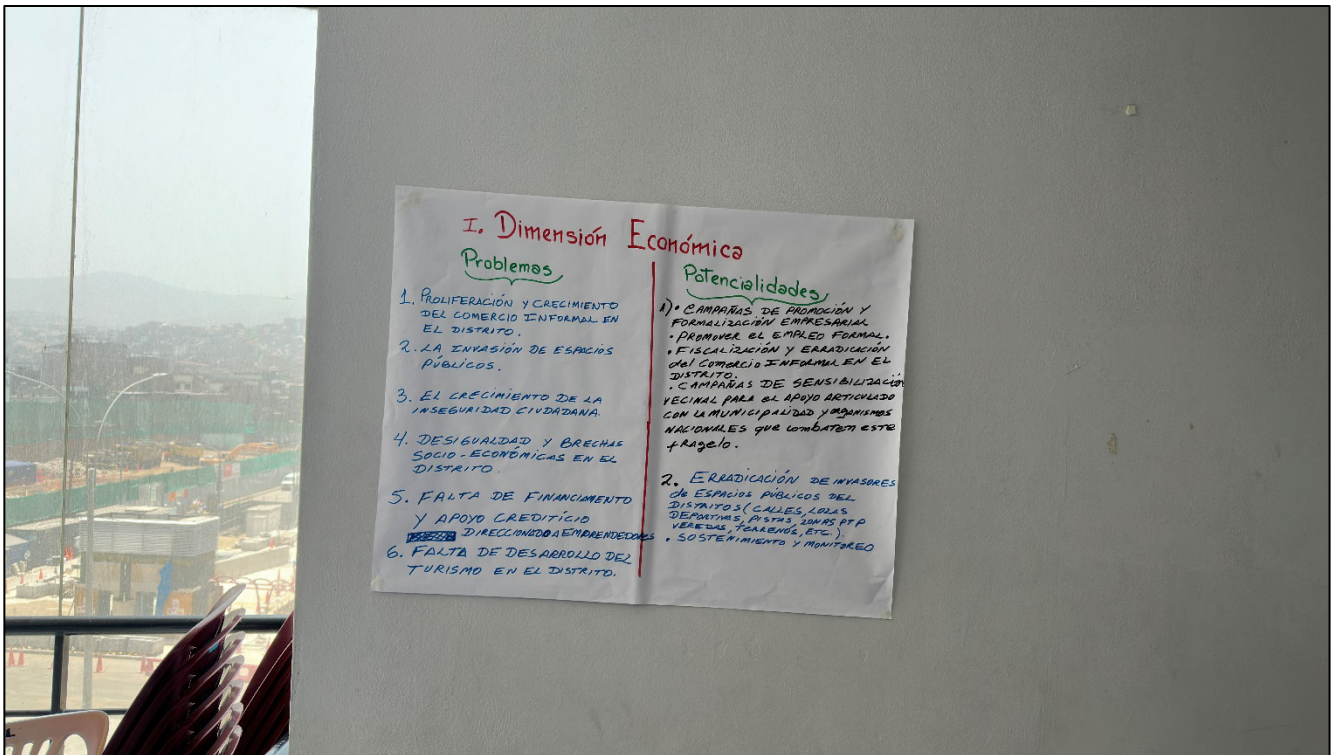 I. Dimensión Económica
Problemas
1. PROLIFERACIÓN Y CRECIMIENTO
DEL COMERCIO INFORMAL EN
EL DISTRITO.
2. LA INVASIÓN DE ESPACIOS
PÚBLICOS.
3. EL CRECIMIENTO DE LA
INSEGURIDAD CIUDADANA.
4. DESIGUALDAD Y BRECHAS
SOCIO-ECONÓMICAS EN EL
DISTRITO.
5. FALTA DE FINANCIAMENTO
Y APOYO CREDITÍCIO
DIRECCIONADO A EMPRENDEDORES
6. FALTA DE DESARROLLO DEL
TURISMO EN EL DISTRITO.
Potencialidades
1) • CAMPAÑAS DE PROMOCIÓN Y
FORMALIZACIÓN EMPRESARIAL
• PROMOVER EL EMPLEO FORMAL.
• FISCALIZACIÓN Y ERRADICACIÓN
del COMERCIO INFORMAL EN EL
DISTRITO.
• CAMPAÑAS DE SENSIBILIZACIÓN
VECINAL PARA EL APOYO ARTICULADO
CON LA MUNICIPALIDAD y organismos
NACIONALES que combaten este
fragelo.
2. ERRADICACIÓN DE INVASORES
de ESPACIOS PÚBLICOS DEL
DISTRITOS (CALLES, LOZAS
DEPORTIVAS, PISTAS, ZONAS PTP
VEREDAS, TERRENOS, ETC.).
• SOSTENIMIENTO Y MONITOREO